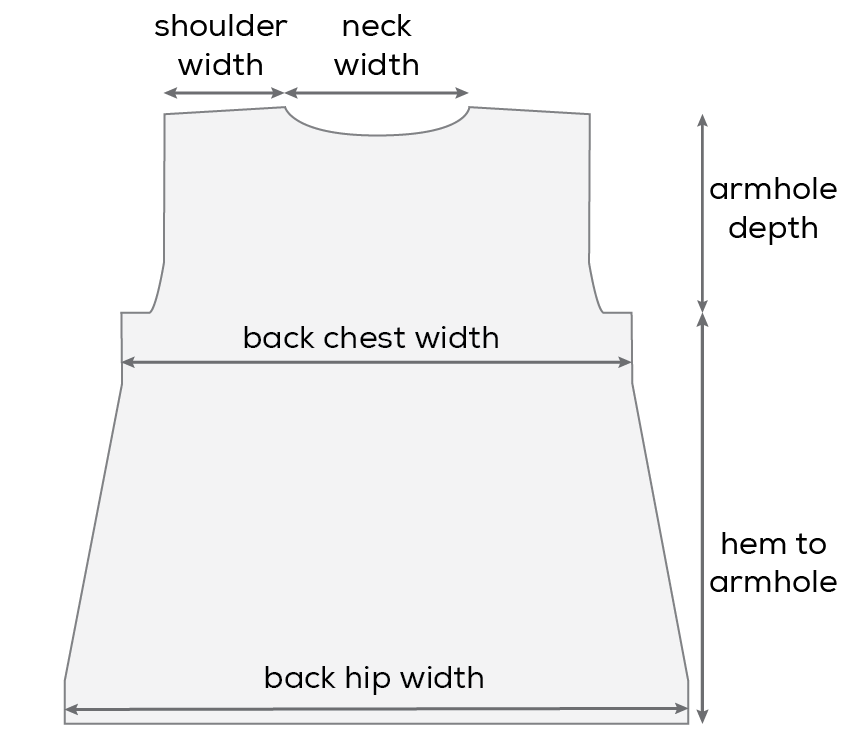 shoulder
width
neck
width
armhole
depth
back chest width
hem to
armhole
back hip width